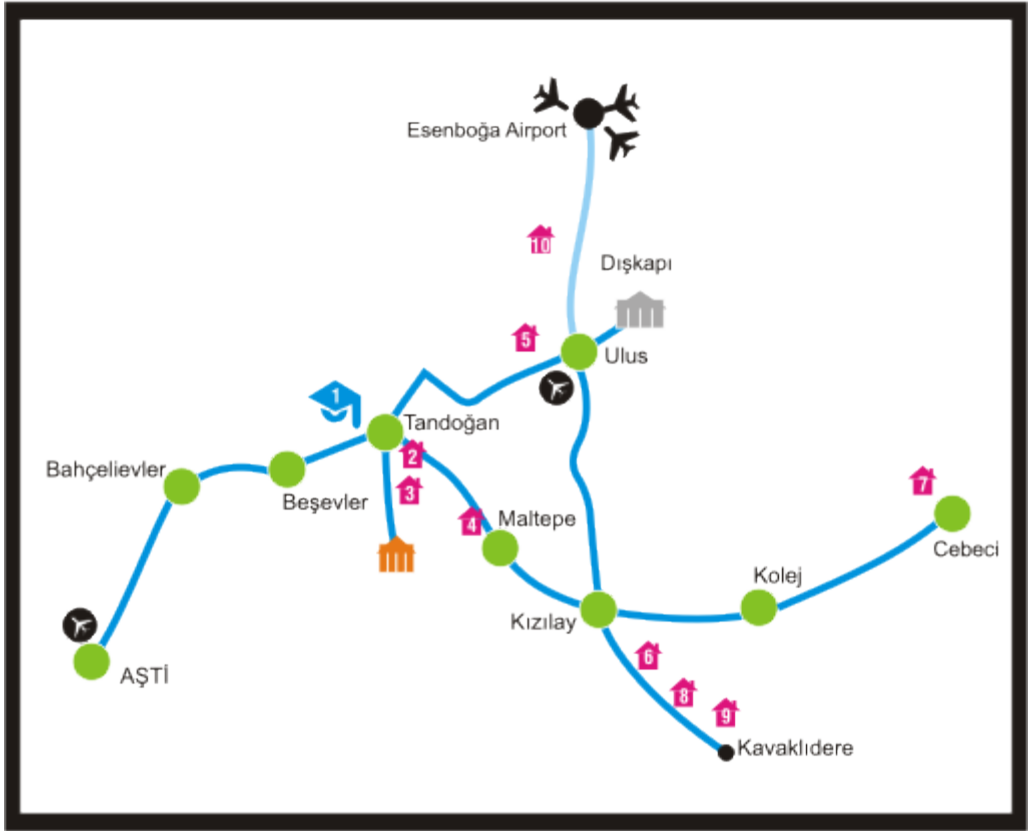 Esenboğa Airport
10
Dışkapı
5
Ulus
1
Tandoğan
2
Bahçelievler
Beşevler
3
7
4
Maltepe
Cebeci
Kolej
Kızılay
6
AŞTİ
8
9
Kavaklıdere